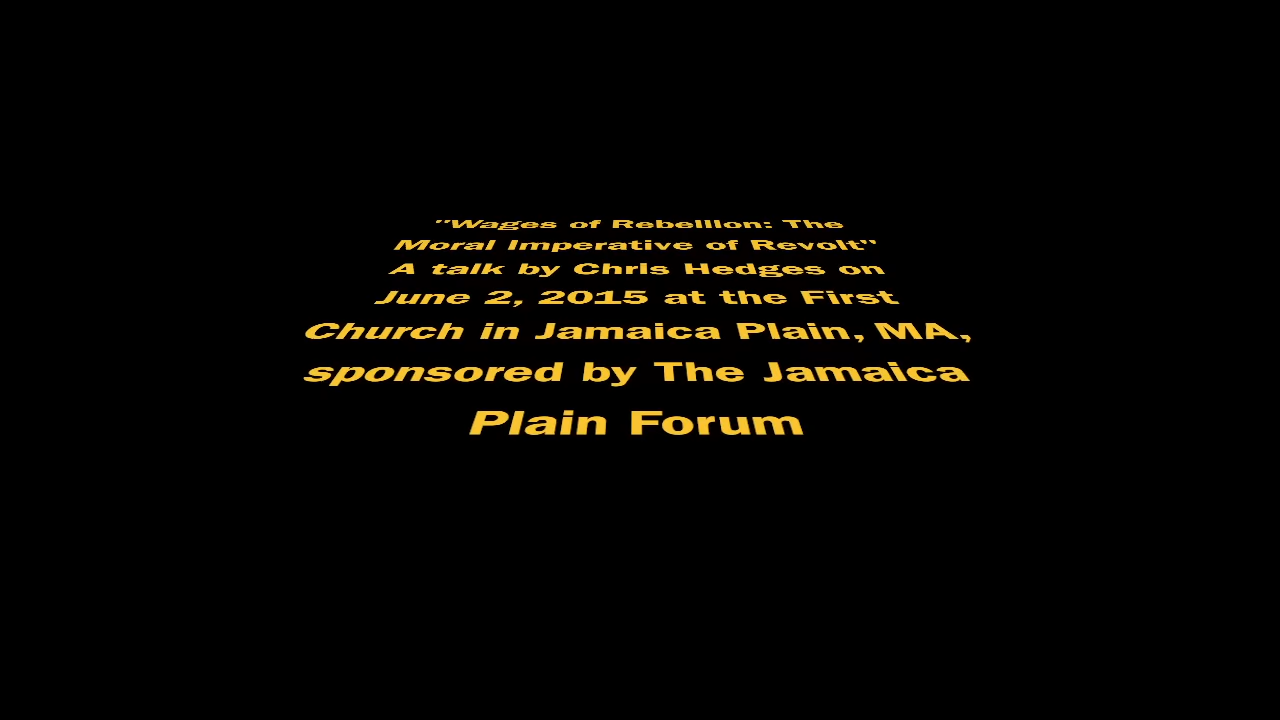 "Wages of Rebellion: The
Moral Imperative of Revolt"
A talk by Chris Hedges on
June 2, 2015 at the First
Church in Jamaica Plain, MA,
sponsored by The Jamaica
Plain Forum